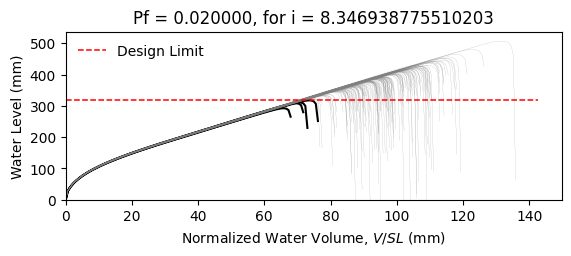 Pf = 0.020000, for i = 8.346938775510203
Design Limit
Water Level (mm)
500
400
300
200
100
0
0 20 40 60 80 100 120 140
Normalized Water Volume, V/SL (mm)